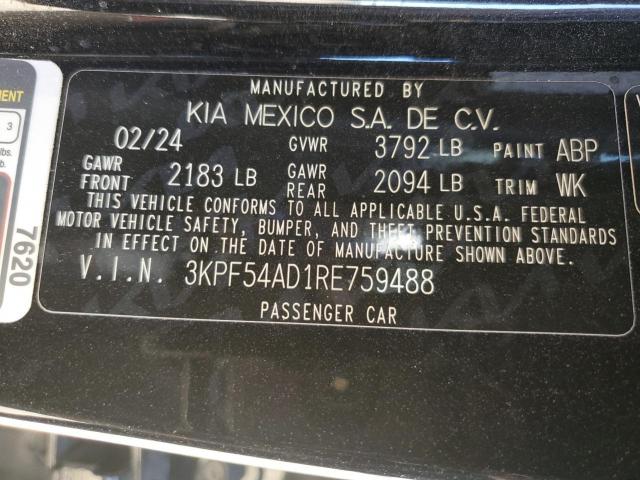 MANUFACTURED BY
KIA MEXICO S.A. DE C.V.
02/24 GVWR 3792 LB PAINT ABP
GAWR FRONT 2183 LB GAWR REAR 2094 LB TRIM WK
THIS VEHICLE CONFORMS TO ALL APPLICABLE U.S.A. FEDERAL
MOTOR VEHICLE SAFETY, BUMPER, AND THEFT PREVENTION STANDARDS
IN EFFECT ON THE DATE OF MANUFACTURE SHOWN ABOVE.
V.I.N. 3KPF54AD1RE759488
PASSENGER CAR
3
lbs.
7620